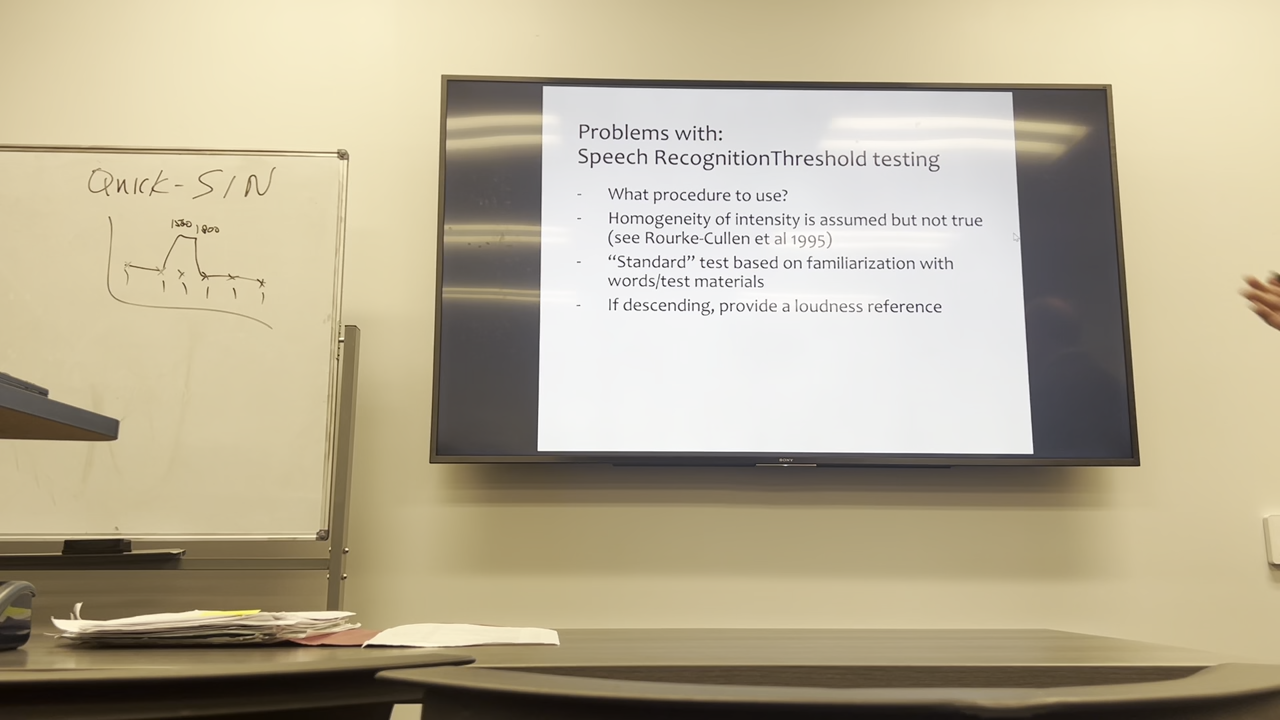 Quick-SIN
1500 1800
Problems with:
Speech RecognitionThreshold testing
- What procedure to use?
- Homogeneity of intensity is assumed but not true
(see Rourke-Cullen et al 1995)
- “Standard” test based on familiarization with
words/test materials
- If descending, provide a loudness reference
SONY